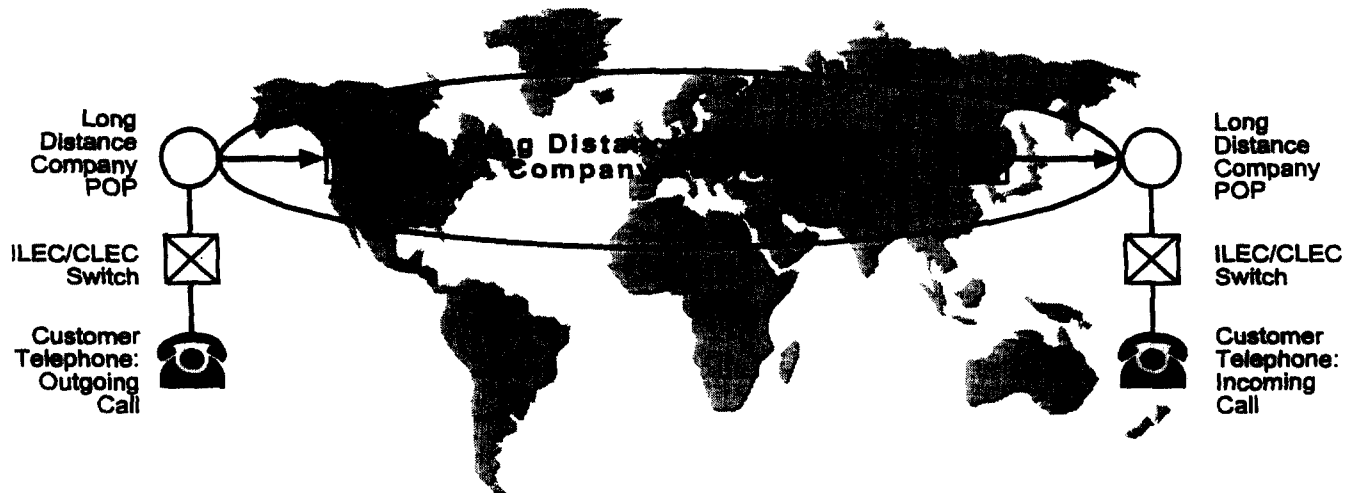 Long
Distance
Company
POP
ILEC/CLEC
Switch
Customer
Telephone:
Outgoing
Call
Distance
Company
Long
Distance
Company
POP
ILEC/CLEC
Switch
Customer
Telephone:
Incoming
Call